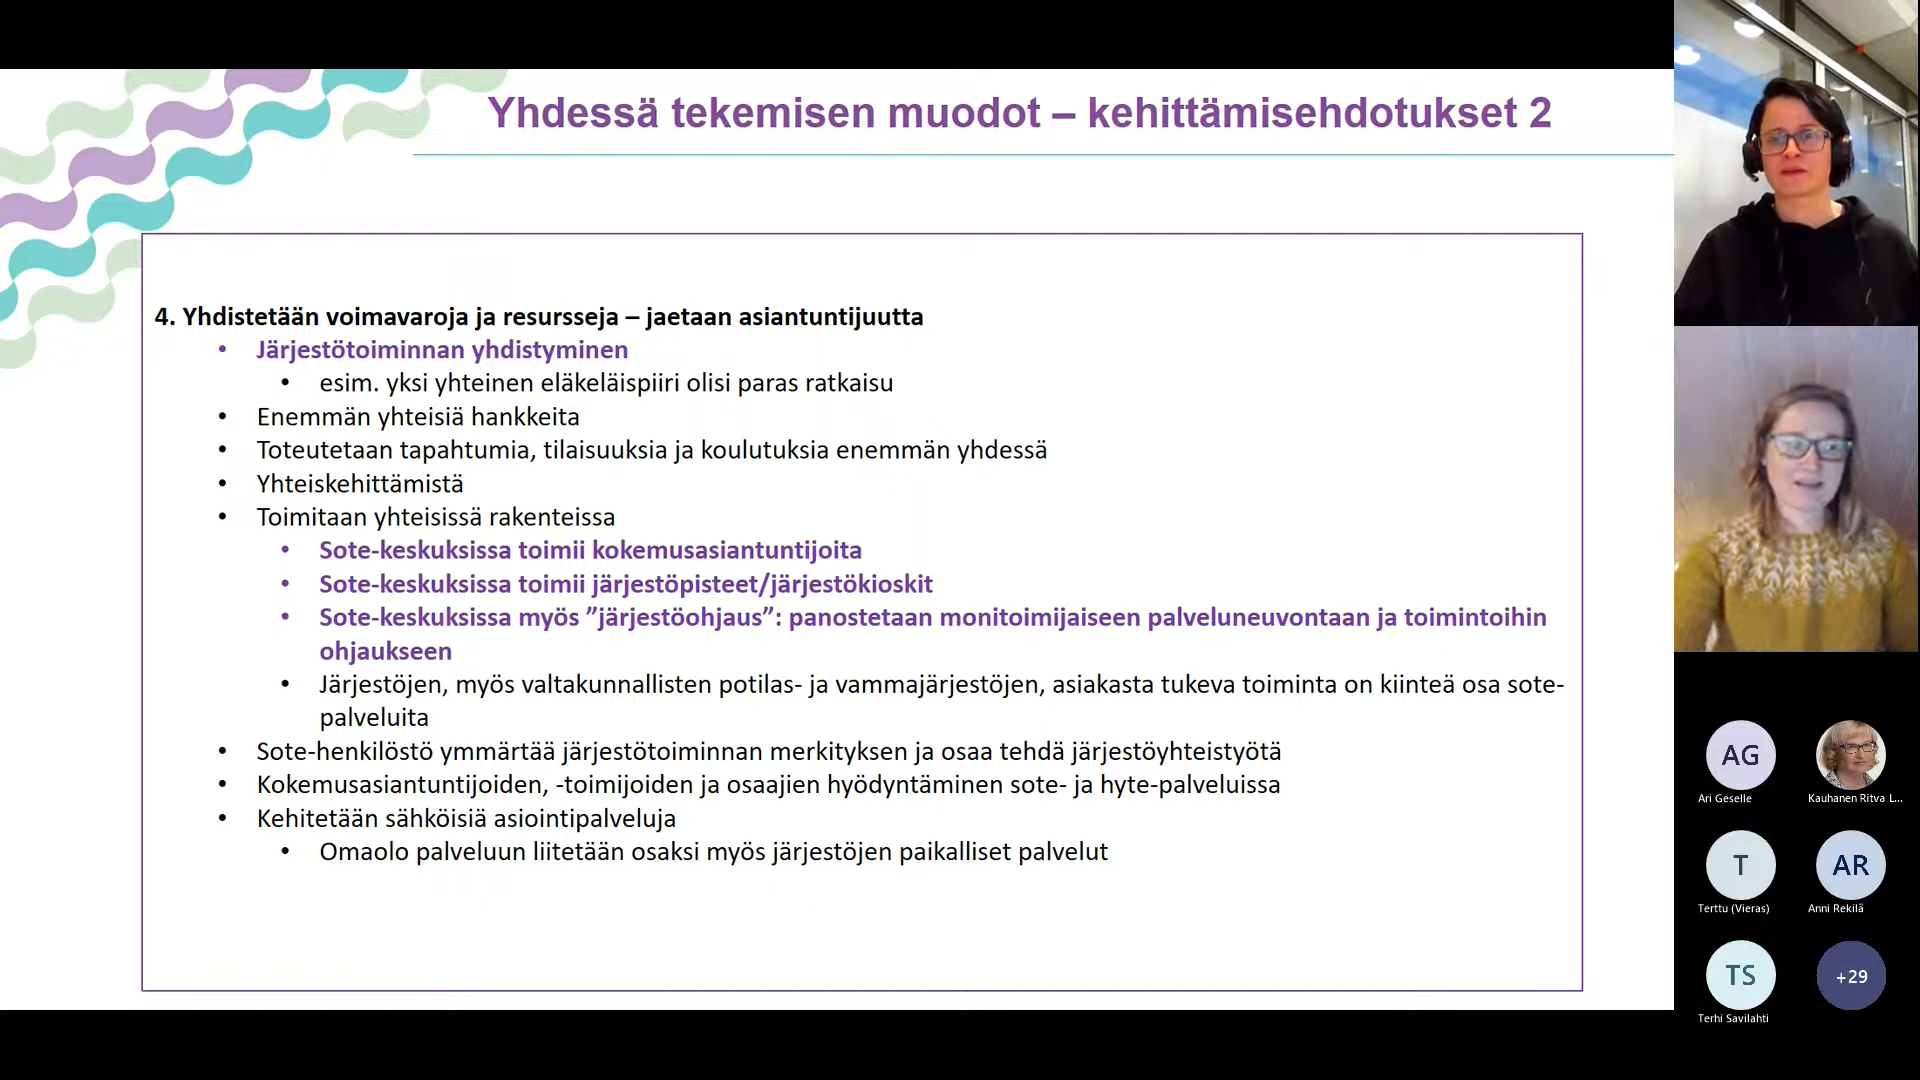 Yhdessä tekemisen muodot – kehittämisehdotukset 2
4. Yhdistetään voimavaroja ja resursseja – jaetaan asiantuntijuutta
• Järjestötoiminnan yhdistyminen
• esim. yksi yhteinen eläkeläispiiri olisi paras ratkaisu
• Enemmän yhteisiä hankkeita
• Toteutetaan tapahtumia, tilaisuuksia ja koulutuksia enemmän yhdessä
• Yhteiskehittämistä
• Toimitaan yhteisissä rakenteissa
• Sote-keskuksissa toimii kokemusasiantuntijoita
• Sote-keskuksissa toimii järjestöpisteet/järjestökioskit
• Sote-keskuksissa myös ”järjestöohjaus”: panostetaan monitoimijaiseen palveluneuvontaan ja toimintoihin
ohjaukseen
• Järjestöjen, myös valtakunnallisten potilas- ja vammajärjestöjen, asiakasta tukeva toiminta on kiinteä osa sote-
palveluita
• Sote-henkilöstö ymmärtää järjestötoiminnan merkityksen ja osaa tehdä järjestöyhteistyötä
• Kokemusasiantuntijoiden, -toimijoiden ja osaajien hyödyntäminen sote- ja hyte-palveluissa
• Kehitetään sähköisiä asiointipalveluja
• Omaolo palveluun liitetään osaksi myös järjestöjen paikalliset palvelut
AG
Ari Geselle
Kauhanen Ritva L...
T
AR
Terttu (Vieras)
Anni Rekilä
TS
+29
Terhi Savilahti